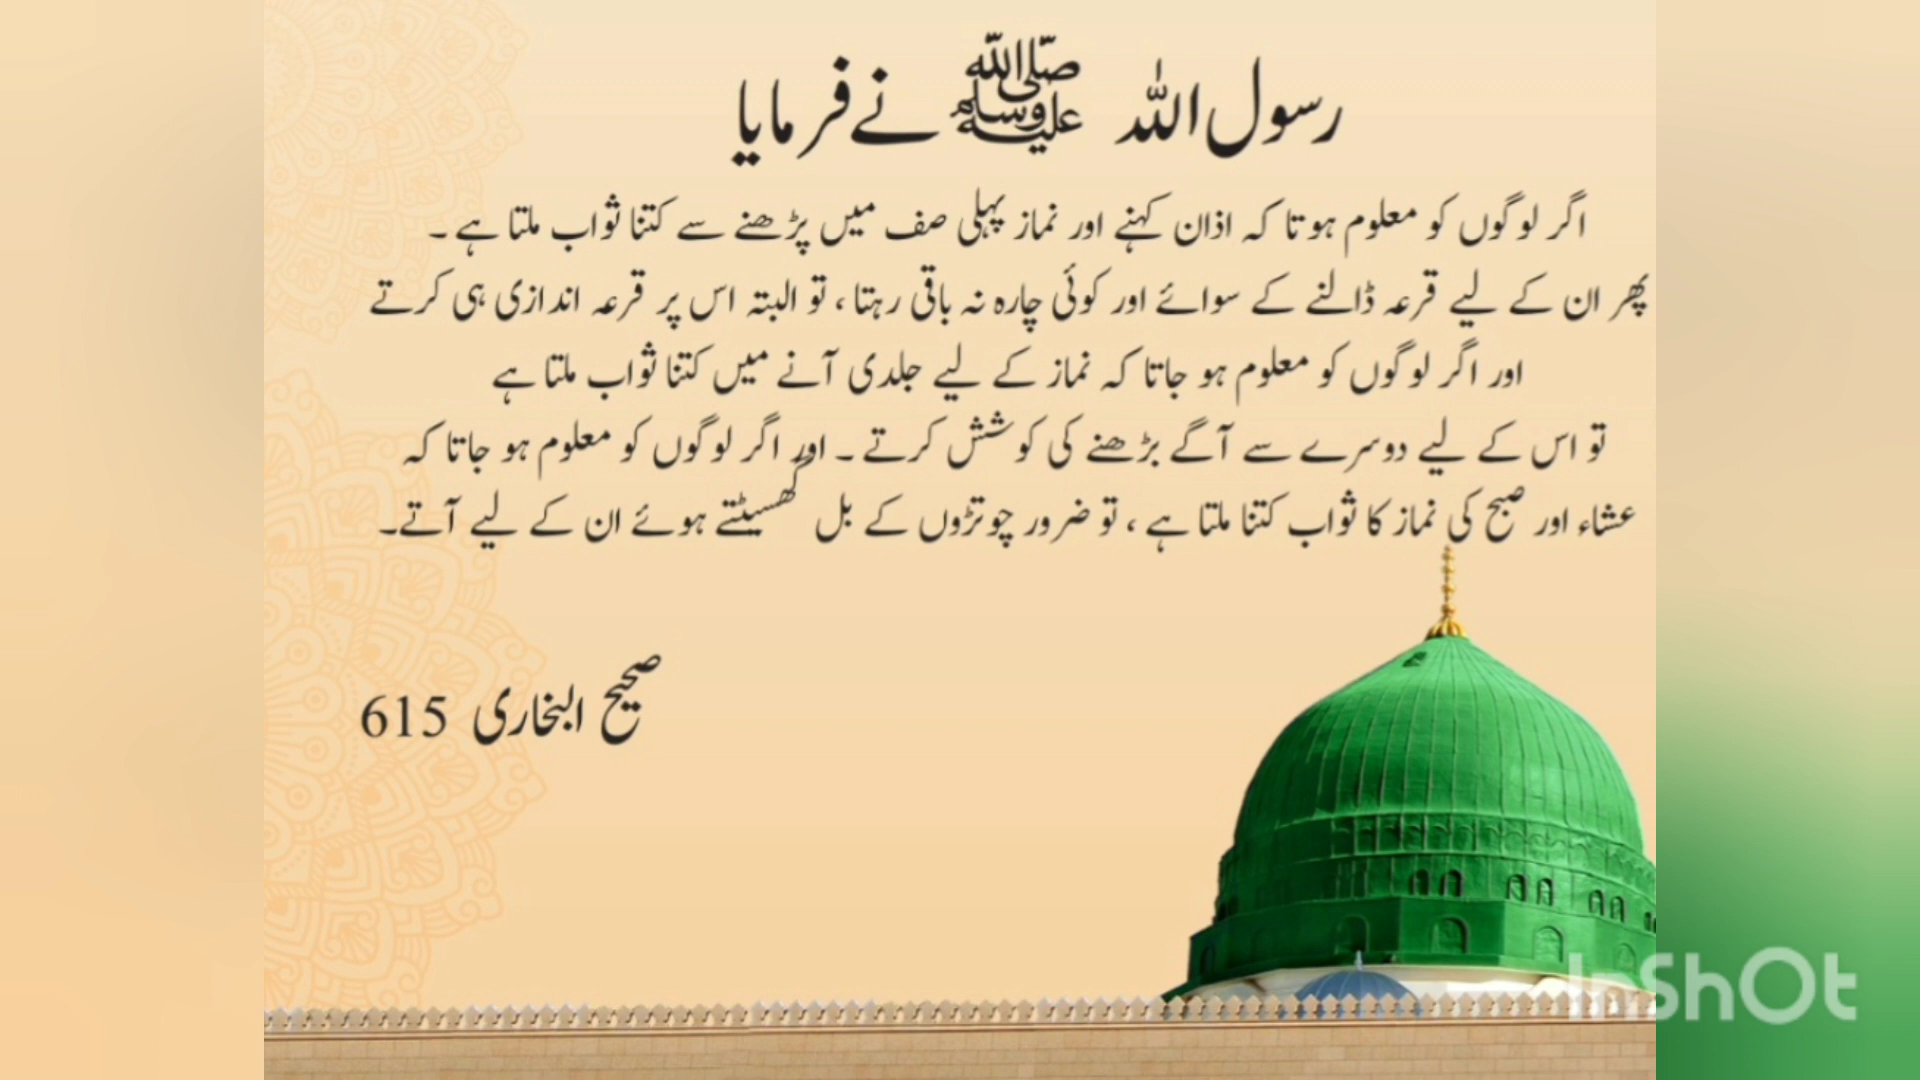 رسول اللہ ﷺ نے فرمایا
اگر لوگوں کو معلوم ہوتا کہ اذان کہنے اور نماز پہلی صف میں پڑھنے سے کتنا ثواب ملتا ہے ۔
پھر ان کے لیے قرعہ ڈالنے کے سوائے اور کوئی چارہ نہ باقی رہتا ، تو البتہ اس پر قرعہ اندازی ہی کرتے
اور اگر لوگوں کو معلوم ہو جاتا کہ نماز کے لیے جلدی آنے میں کتنا ثواب ملتا ہے
تو اس کے لیے دوسرے سے آگے بڑھنے کی کوشش کرتے ۔ اور اگر لوگوں کو معلوم ہو جاتا کہ
عشاء اور صبح کی نماز کا ثواب کتنا ملتا ہے ، تو ضرور چوتڑوں کے بل گھسیٹتے ہوئے ان کے لیے آتے۔
صحیح البخاری 615
InShOt